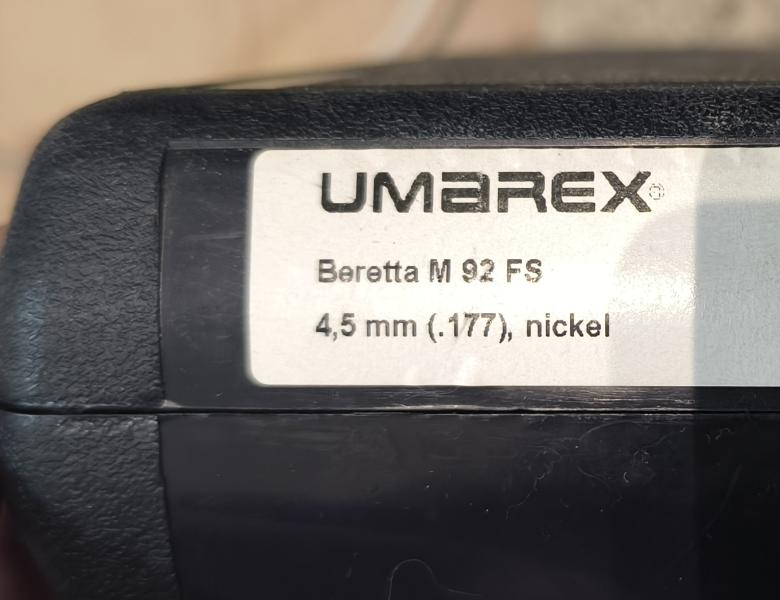 UMAREX®
Beretta M 92 FS
4,5 mm (.177), nickel